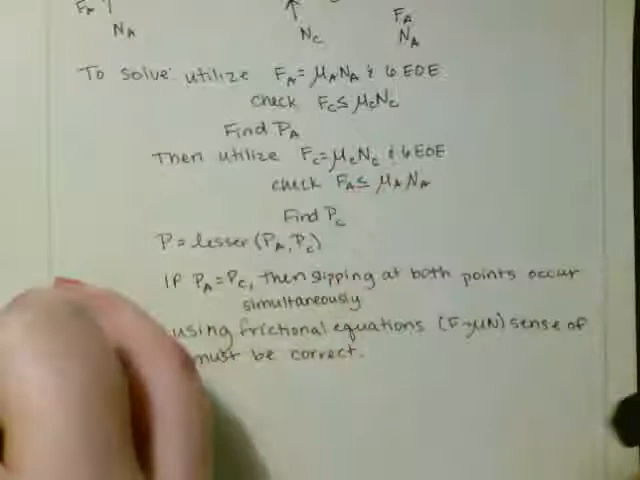 FA
NA
NC
FA
NA
To solve: utilize FA = μANA & 6 EOE
check FC ≤ μCNC
Find PA
Then utilize FC = μCNC & 6 EOE
check FA ≤ μANA
Find PC
P = lesser (PA, PC)
If PA = PC, then slipping at both points occur
simultaneously
using frictional equations (F=μN) sense of
must be correct.